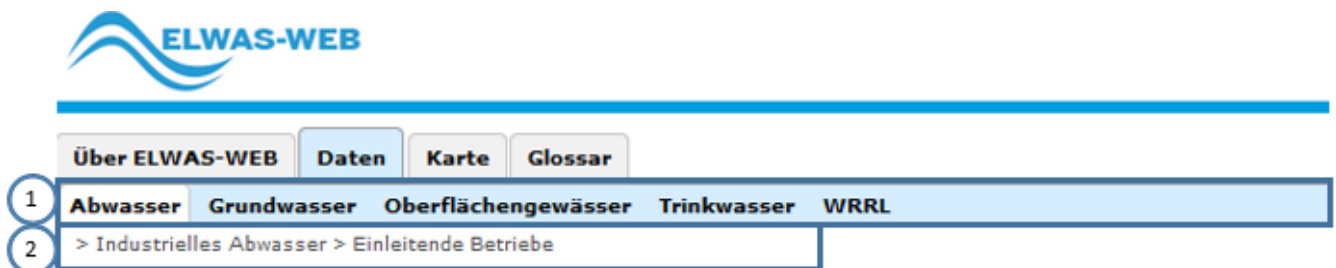 ELWAS-WEB
Über ELWAS-WEB Daten Karte Glossar
1 Abwasser Grundwasser Oberflächengewässer Trinkwasser WRRL
2 > Industrielles Abwasser > Einleitende Betriebe